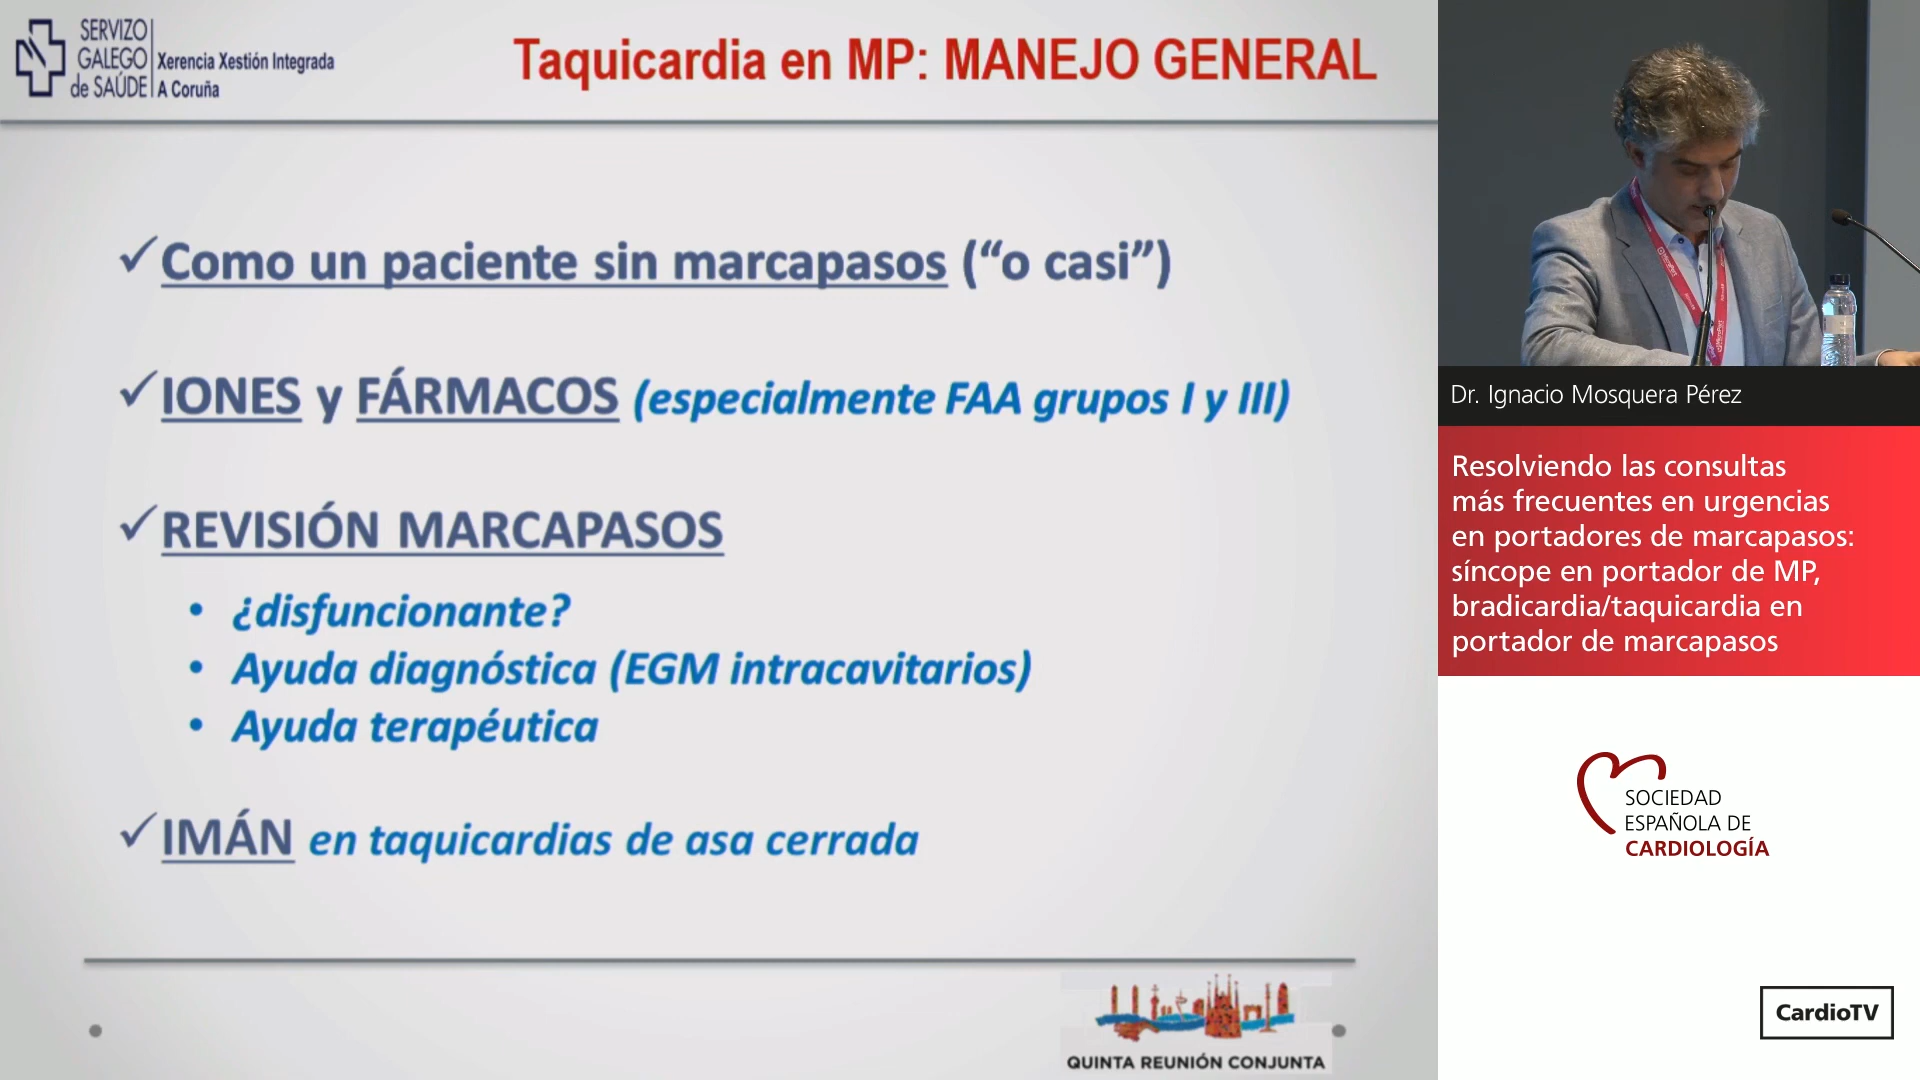 SERVIZO
GALEGO
de SAÚDE
Xerencia Xestión Integrada
A Coruña
Taquicardia en MP: MANEJO GENERAL
✓Como un paciente sin marcapasos (“o casi”)
✓IONES y FÁRMACOS (especialmente FAA grupos I y III)
✓REVISIÓN MARCAPASOS
• ¿disfuncionante?
• Ayuda diagnóstica (EGM intracavitarios)
• Ayuda terapéutica
✓IMÁN en taquicardias de asa cerrada
QUINTA REUNIÓN CONJUNTA
Dr. Ignacio Mosquera Pérez
Resolviendo las consultas
más frecuentes en urgencias
en portadores de marcapasos:
síncope en portador de MP,
bradicardia/taquicardia en
portador de marcapasos
SOCIEDAD
ESPAÑOLA DE
CARDIOLOGÍA
CardioTV